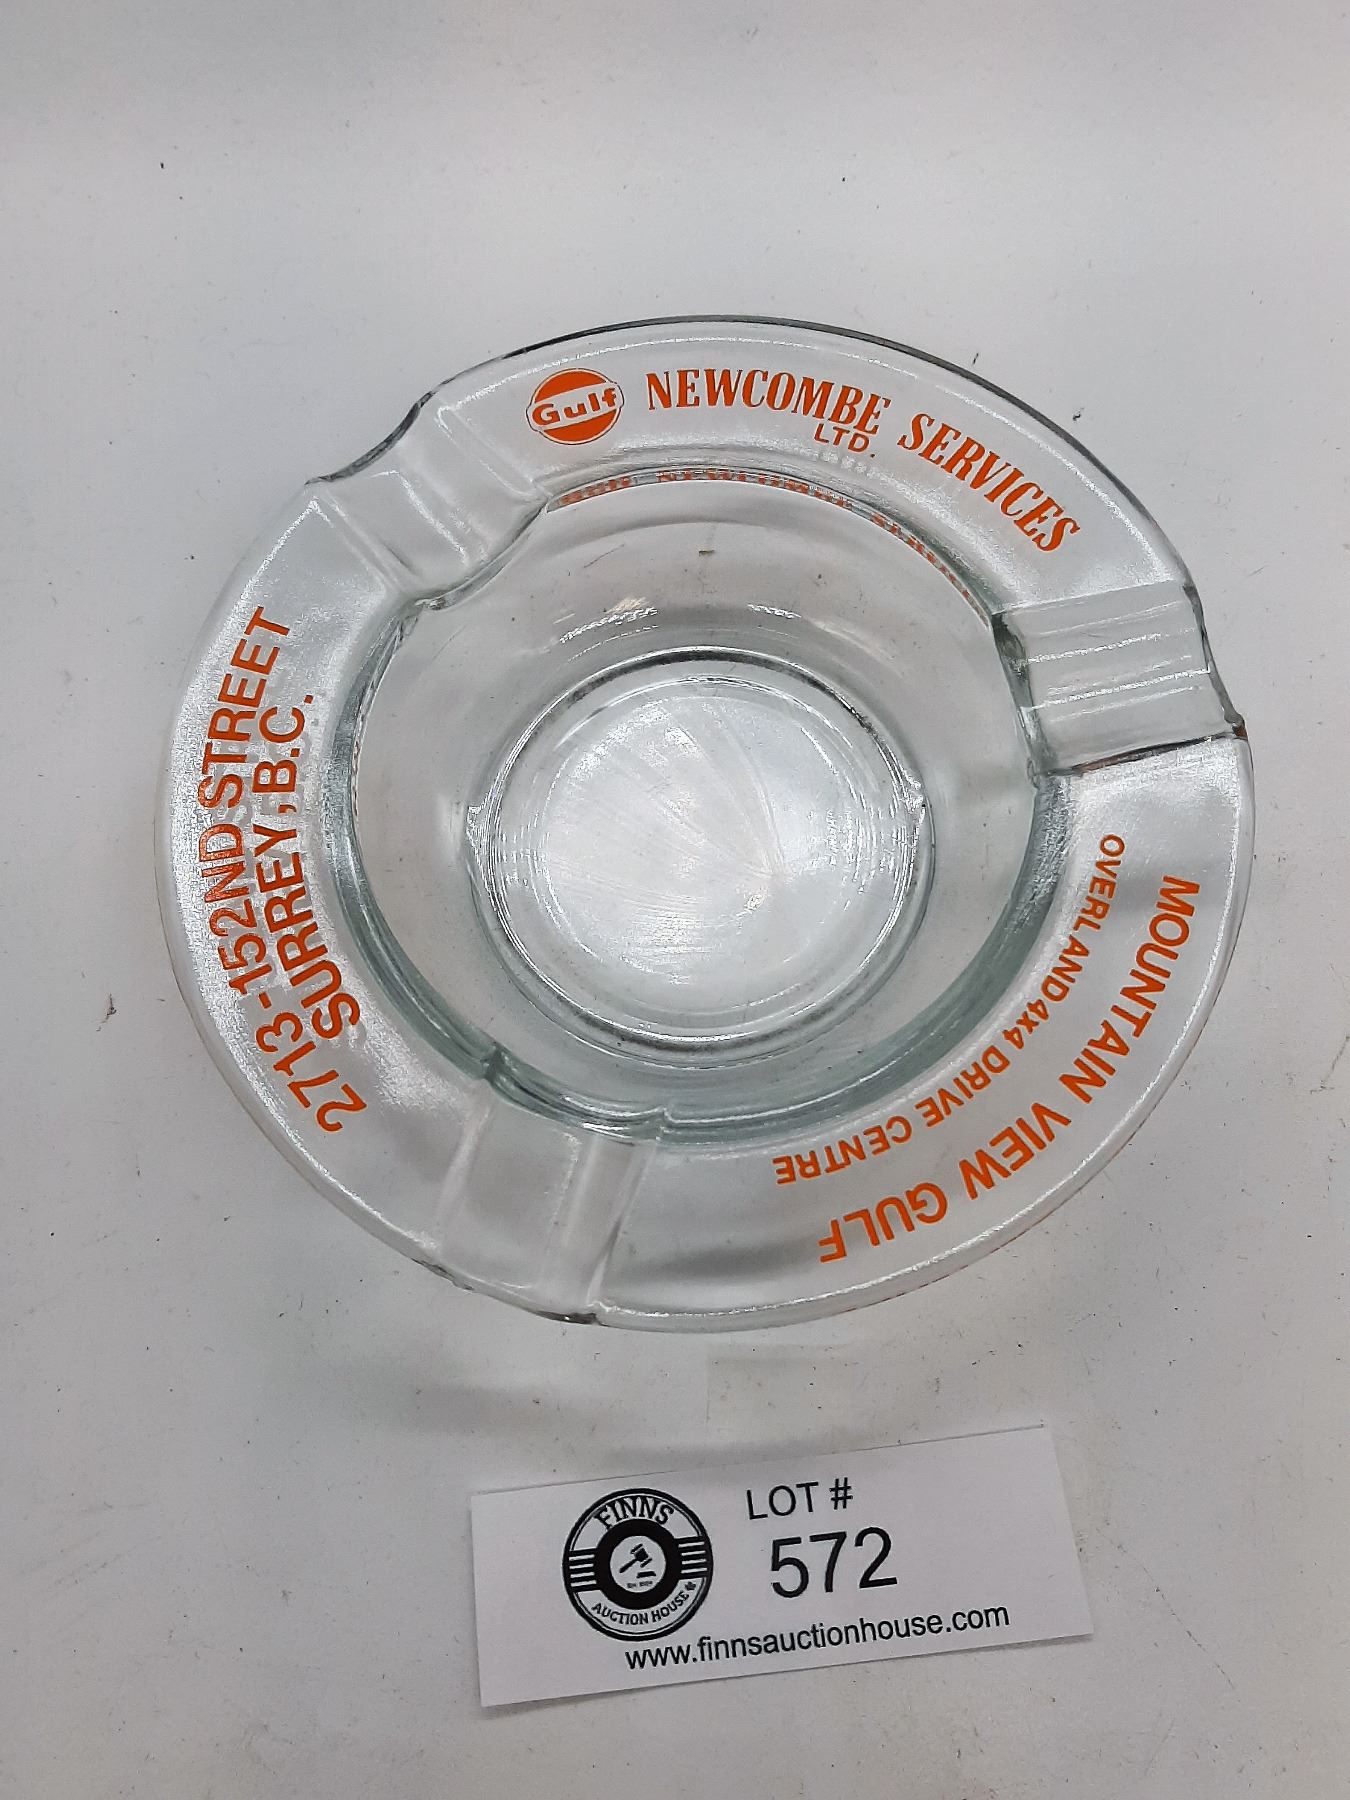 Gulf NEWCOMBE SERVICES
LTD.
MOUNTAIN VIEW GULF
OVERLAND 4x4 DRIVE CENTRE
2713 - 152ND STREET
SURREY, B.C.
FINNS
AUCTION HOUSE
LOT #
572
www.finnsauctionhouse.com